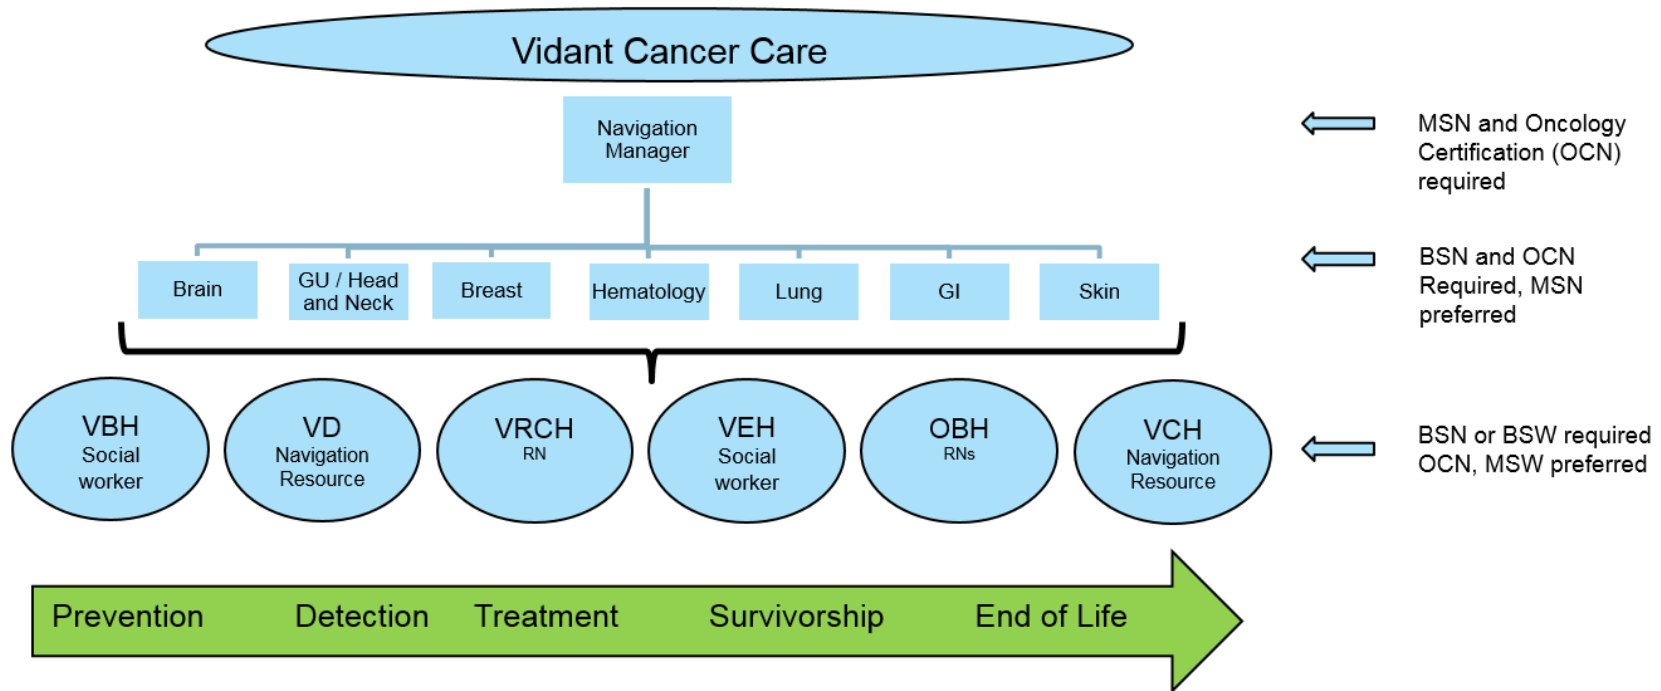 Vidant Cancer Care
Navigation
Manager
MSN and Oncology
Certification (OCN)
required
Brain
GU / Head
and Neck
Breast
Hematology
Lung
GI
Skin
BSN and OCN
Required, MSN
preferred
VBH
Social
worker
VD
Navigation
Resource
VRCH
RN
VEH
Social
worker
OBH
RNs
VCH
Navigation
Resource
BSN or BSW required
OCN, MSW preferred
Prevention
Detection
Treatment
Survivorship
End of Life